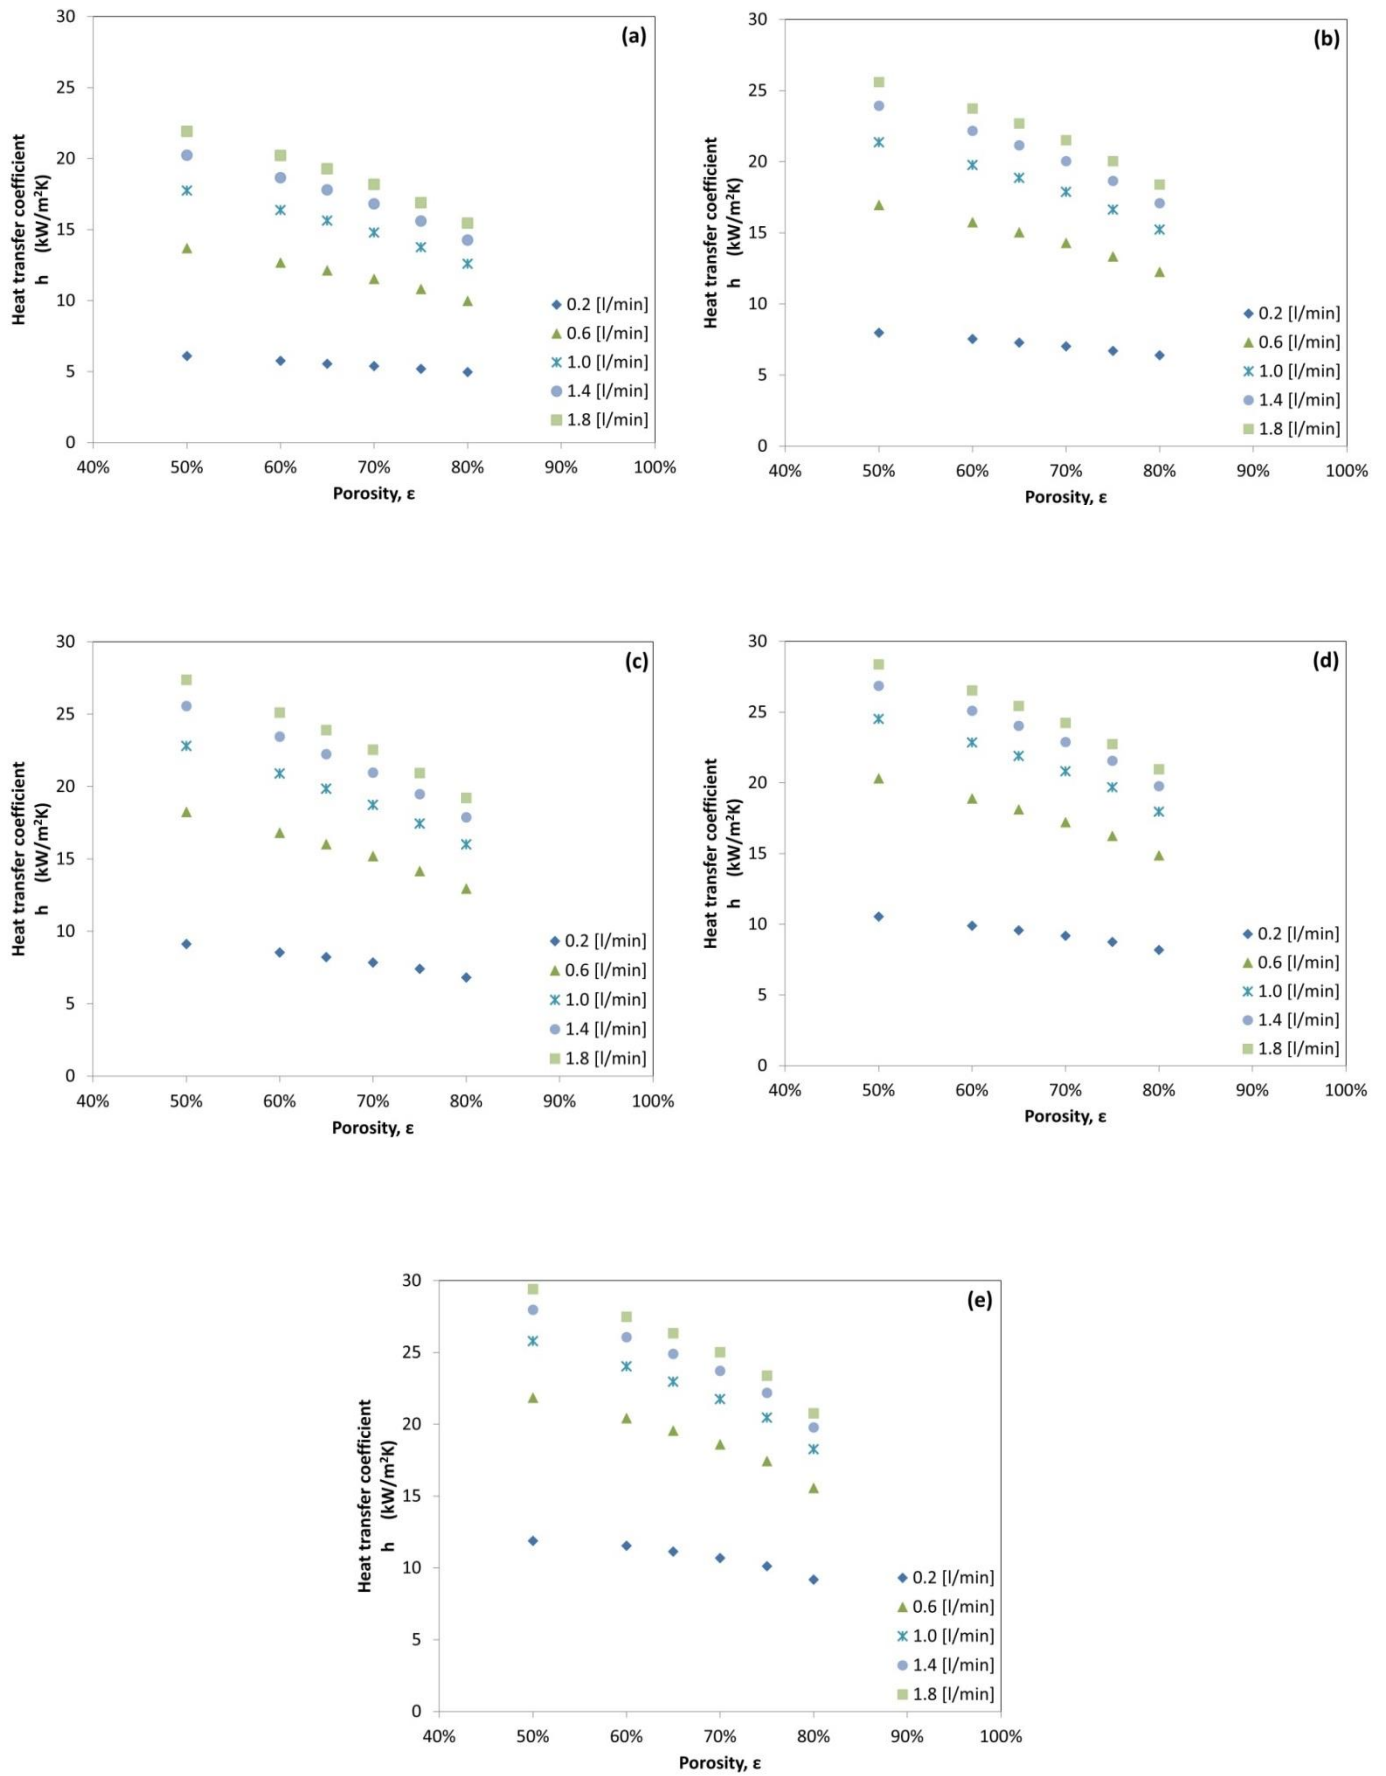 (a)
30
25
20
15
10
5
0
Heat transfer coefficient
h (kW/m²K)
0.2 [l/min]
0.6 [l/min]
1.0 [l/min]
1.4 [l/min]
1.8 [l/min]
40% 50% 60% 70% 80% 90% 100%
Porosity, ε
(b)
30
25
20
15
10
5
0
Heat transfer coefficient
h (kW/m²K)
0.2 [l/min]
0.6 [l/min]
1.0 [l/min]
1.4 [l/min]
1.8 [l/min]
40% 50% 60% 70% 80% 90% 100%
Porosity, ε
(c)
30
25
20
15
10
5
0
Heat transfer coefficient
h (kW/m²K)
0.2 [l/min]
0.6 [l/min]
1.0 [l/min]
1.4 [l/min]
1.8 [l/min]
40% 50% 60% 70% 80% 90% 100%
Porosity, ε
(d)
30
25
20
15
10
5
0
Heat transfer coefficient
h (kW/m²K)
0.2 [l/min]
0.6 [l/min]
1.0 [l/min]
1.4 [l/min]
1.8 [l/min]
40% 50% 60% 70% 80% 90% 100%
Porosity, ε
(e)
30
25
20
15
10
5
0
Heat transfer coefficient
h (kW/m²K)
0.2 [l/min]
0.6 [l/min]
1.0 [l/min]
1.4 [l/min]
1.8 [l/min]
40% 50% 60% 70% 80% 90% 100%
Porosity, ε